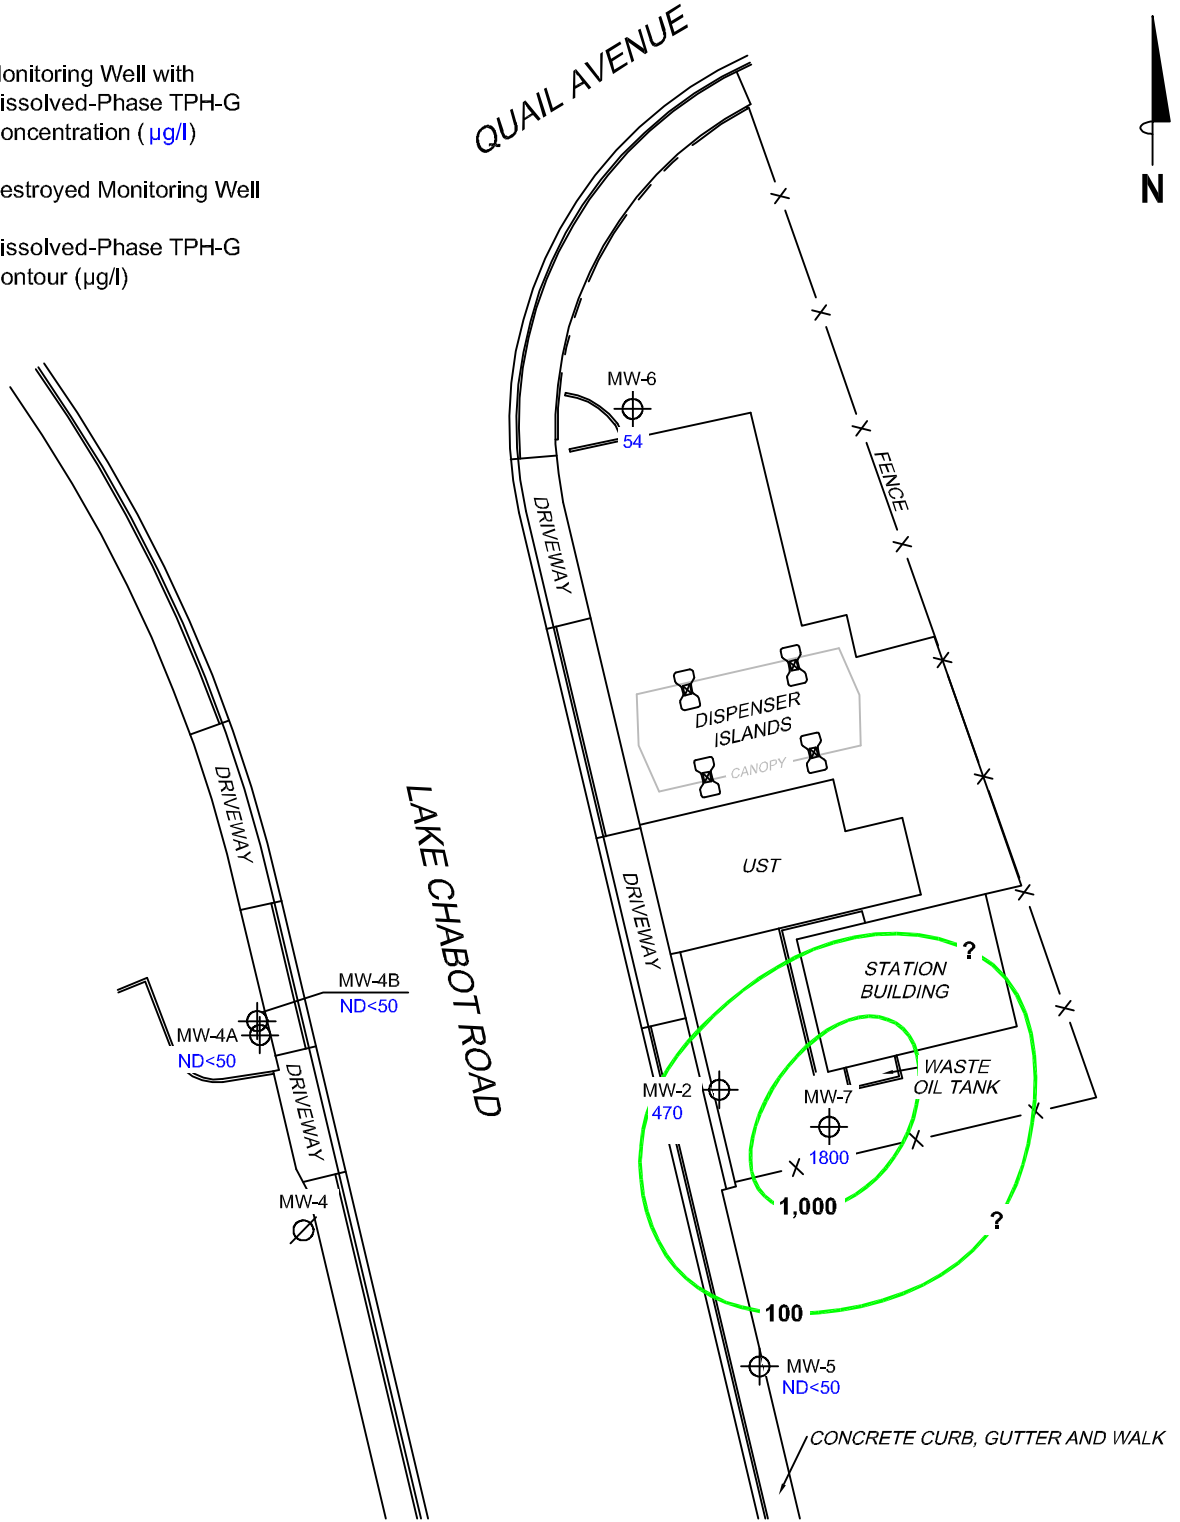 onitoring Well with
issolved-Phase TPH-G
oncentration (µg/l)
estroyed Monitoring Well
issolved-Phase TPH-G
ontour (µg/l)
QUAIL AVENUE
N
MW-6
54
FENCE
DRIVEWAY
DISPENSER
ISLANDS
CANOPY
DRIVEWAY
LAKE CHABOT ROAD
UST
DRIVEWAY
?
STATION
BUILDING
MW-4B
ND<50
MW-4A
ND<50
DRIVEWAY
MW-2
470
MW-7
1800
WASTE
OIL TANK
MW-4
1,000
?
100
MW-5
ND<50
CONCRETE CURB, GUTTER AND WALK